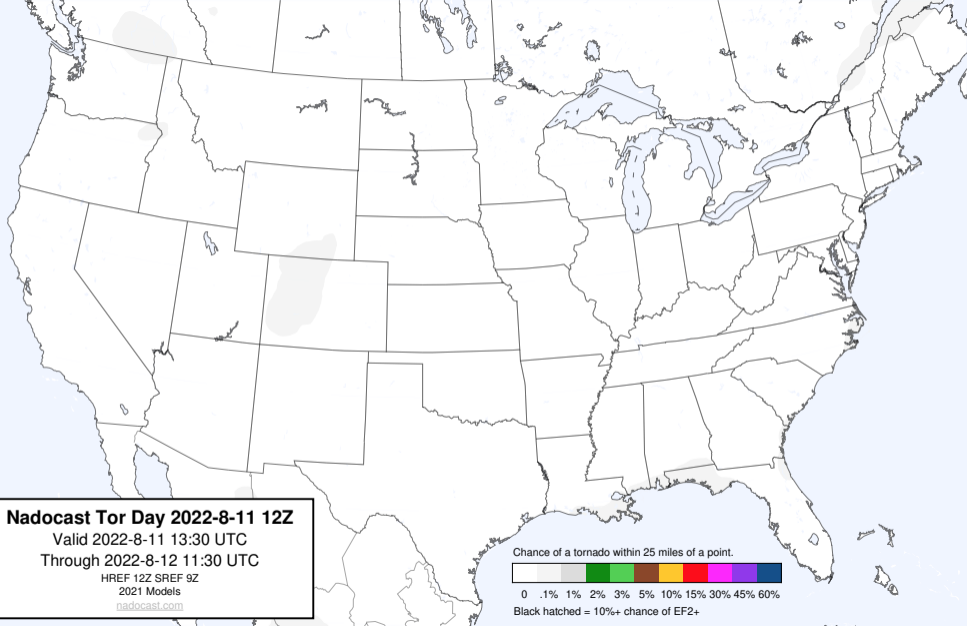 Nadocast Tor Day 2022-8-11 12Z
Valid 2022-8-11 13:30 UTC
Through 2022-8-12 11:30 UTC
HREF 12Z SREF 9Z
2021 Models
nadocast.com
Chance of a tornado within 25 miles of a point.
0 .1% 1% 2% 3% 5% 10% 15% 30% 45% 60%
Black hatched = 10%+ chance of EF2+